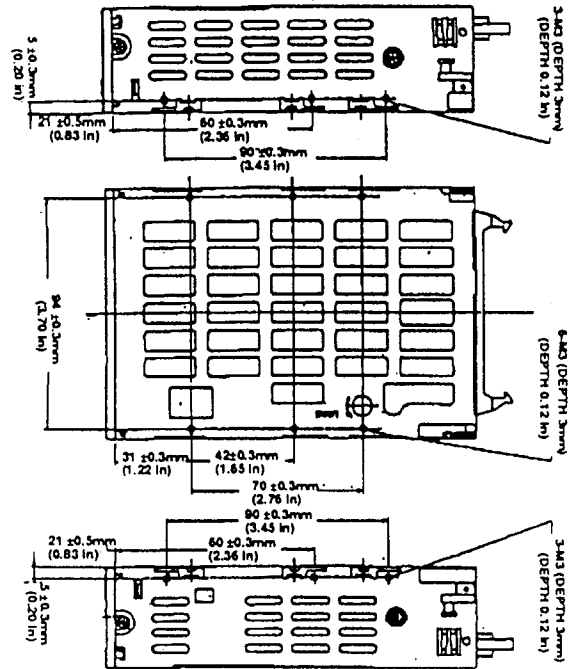 3-M3 (DEPTH 3mm)
(DEPTH 0.12 in)
5 ±0.3mm
(0.20 in)
21 ±0.5mm
(0.83 in)
60 ±0.3mm
(2.36 in)
90 ±0.3mm
(3.45 in)
94 ±0.3mm
(3.70 in)
6-M3 (DEPTH 3mm)
(DEPTH 0.12 in)
31 ±0.3mm
(1.22 in)
42±0.3mm
(1.65 in)
70 ±0.3mm
(2.76 in)
90 ±0.3mm
(3.45 in)
21 ±0.5mm
(0.83 in)
60 ±0.3mm
(2.36 in)
5 ±0.3mm
(0.20 in)
3-M3 (DEPTH 3mm)
(DEPTH 0.12 in)